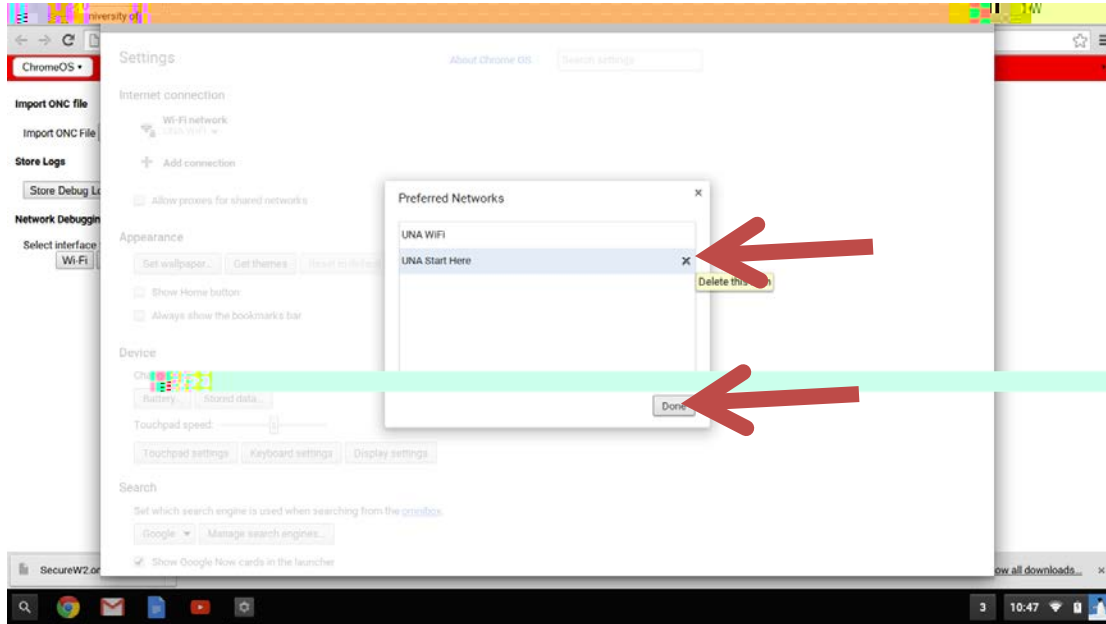 niversity of
ChromeOS
Settings
About Chrome OS
Search settings
Import ONC file
Import ONC File
Internet connection
Wi-Fi network
UNA WiFi
Add connection
Allow proxies for shared networks
Store Logs
Store Debug Lo
Network Debuggin
Select interface
Wi-Fi
Appearance
Set wallpaper... Get themes Reset to default
Show Home button
Always show the bookmarks bar
Preferred Networks
UNA WiFi
UNA Start Here
Delete this
Done
Device
Battery... Stored data...
Touchpad speed:
Touchpad settings Keyboard settings Display settings
Search
Set which search engine is used when searching from the omnibox.
Google Manage search engines...
Show Google Now cards in the launcher
SecureW2.on
ow all downloads...
3 10:47